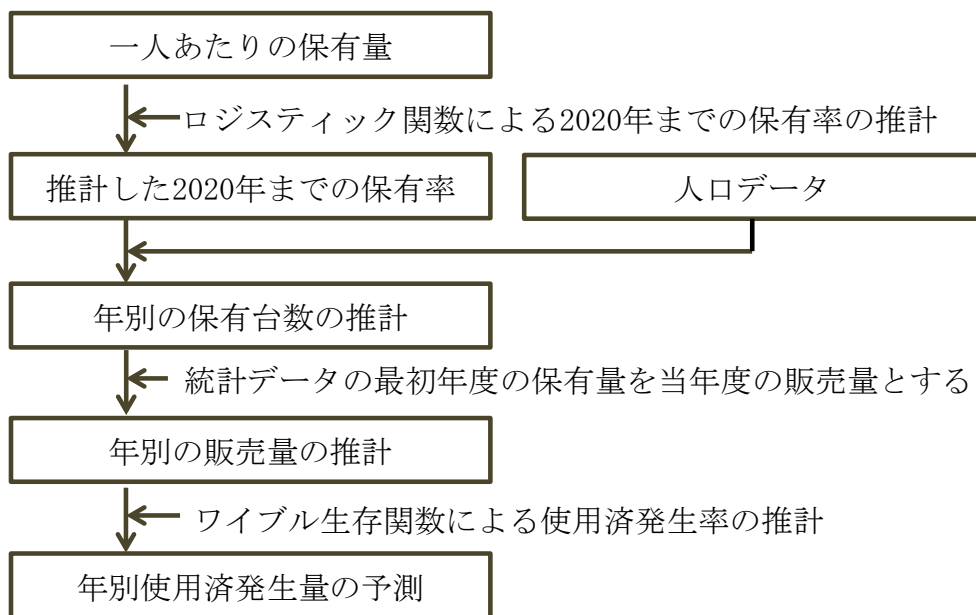 一人あたりの保有量
ロジスティック関数による2020年までの保有率の推計
推計した2020年までの保有率
人口データ
年別の保有台数の推計
統計データの最初年度の保有量を当年度の販売量とする
年別の販売量の推計
ワイブル生存関数による使用済発生率の推計
年別使用済発生量の予測